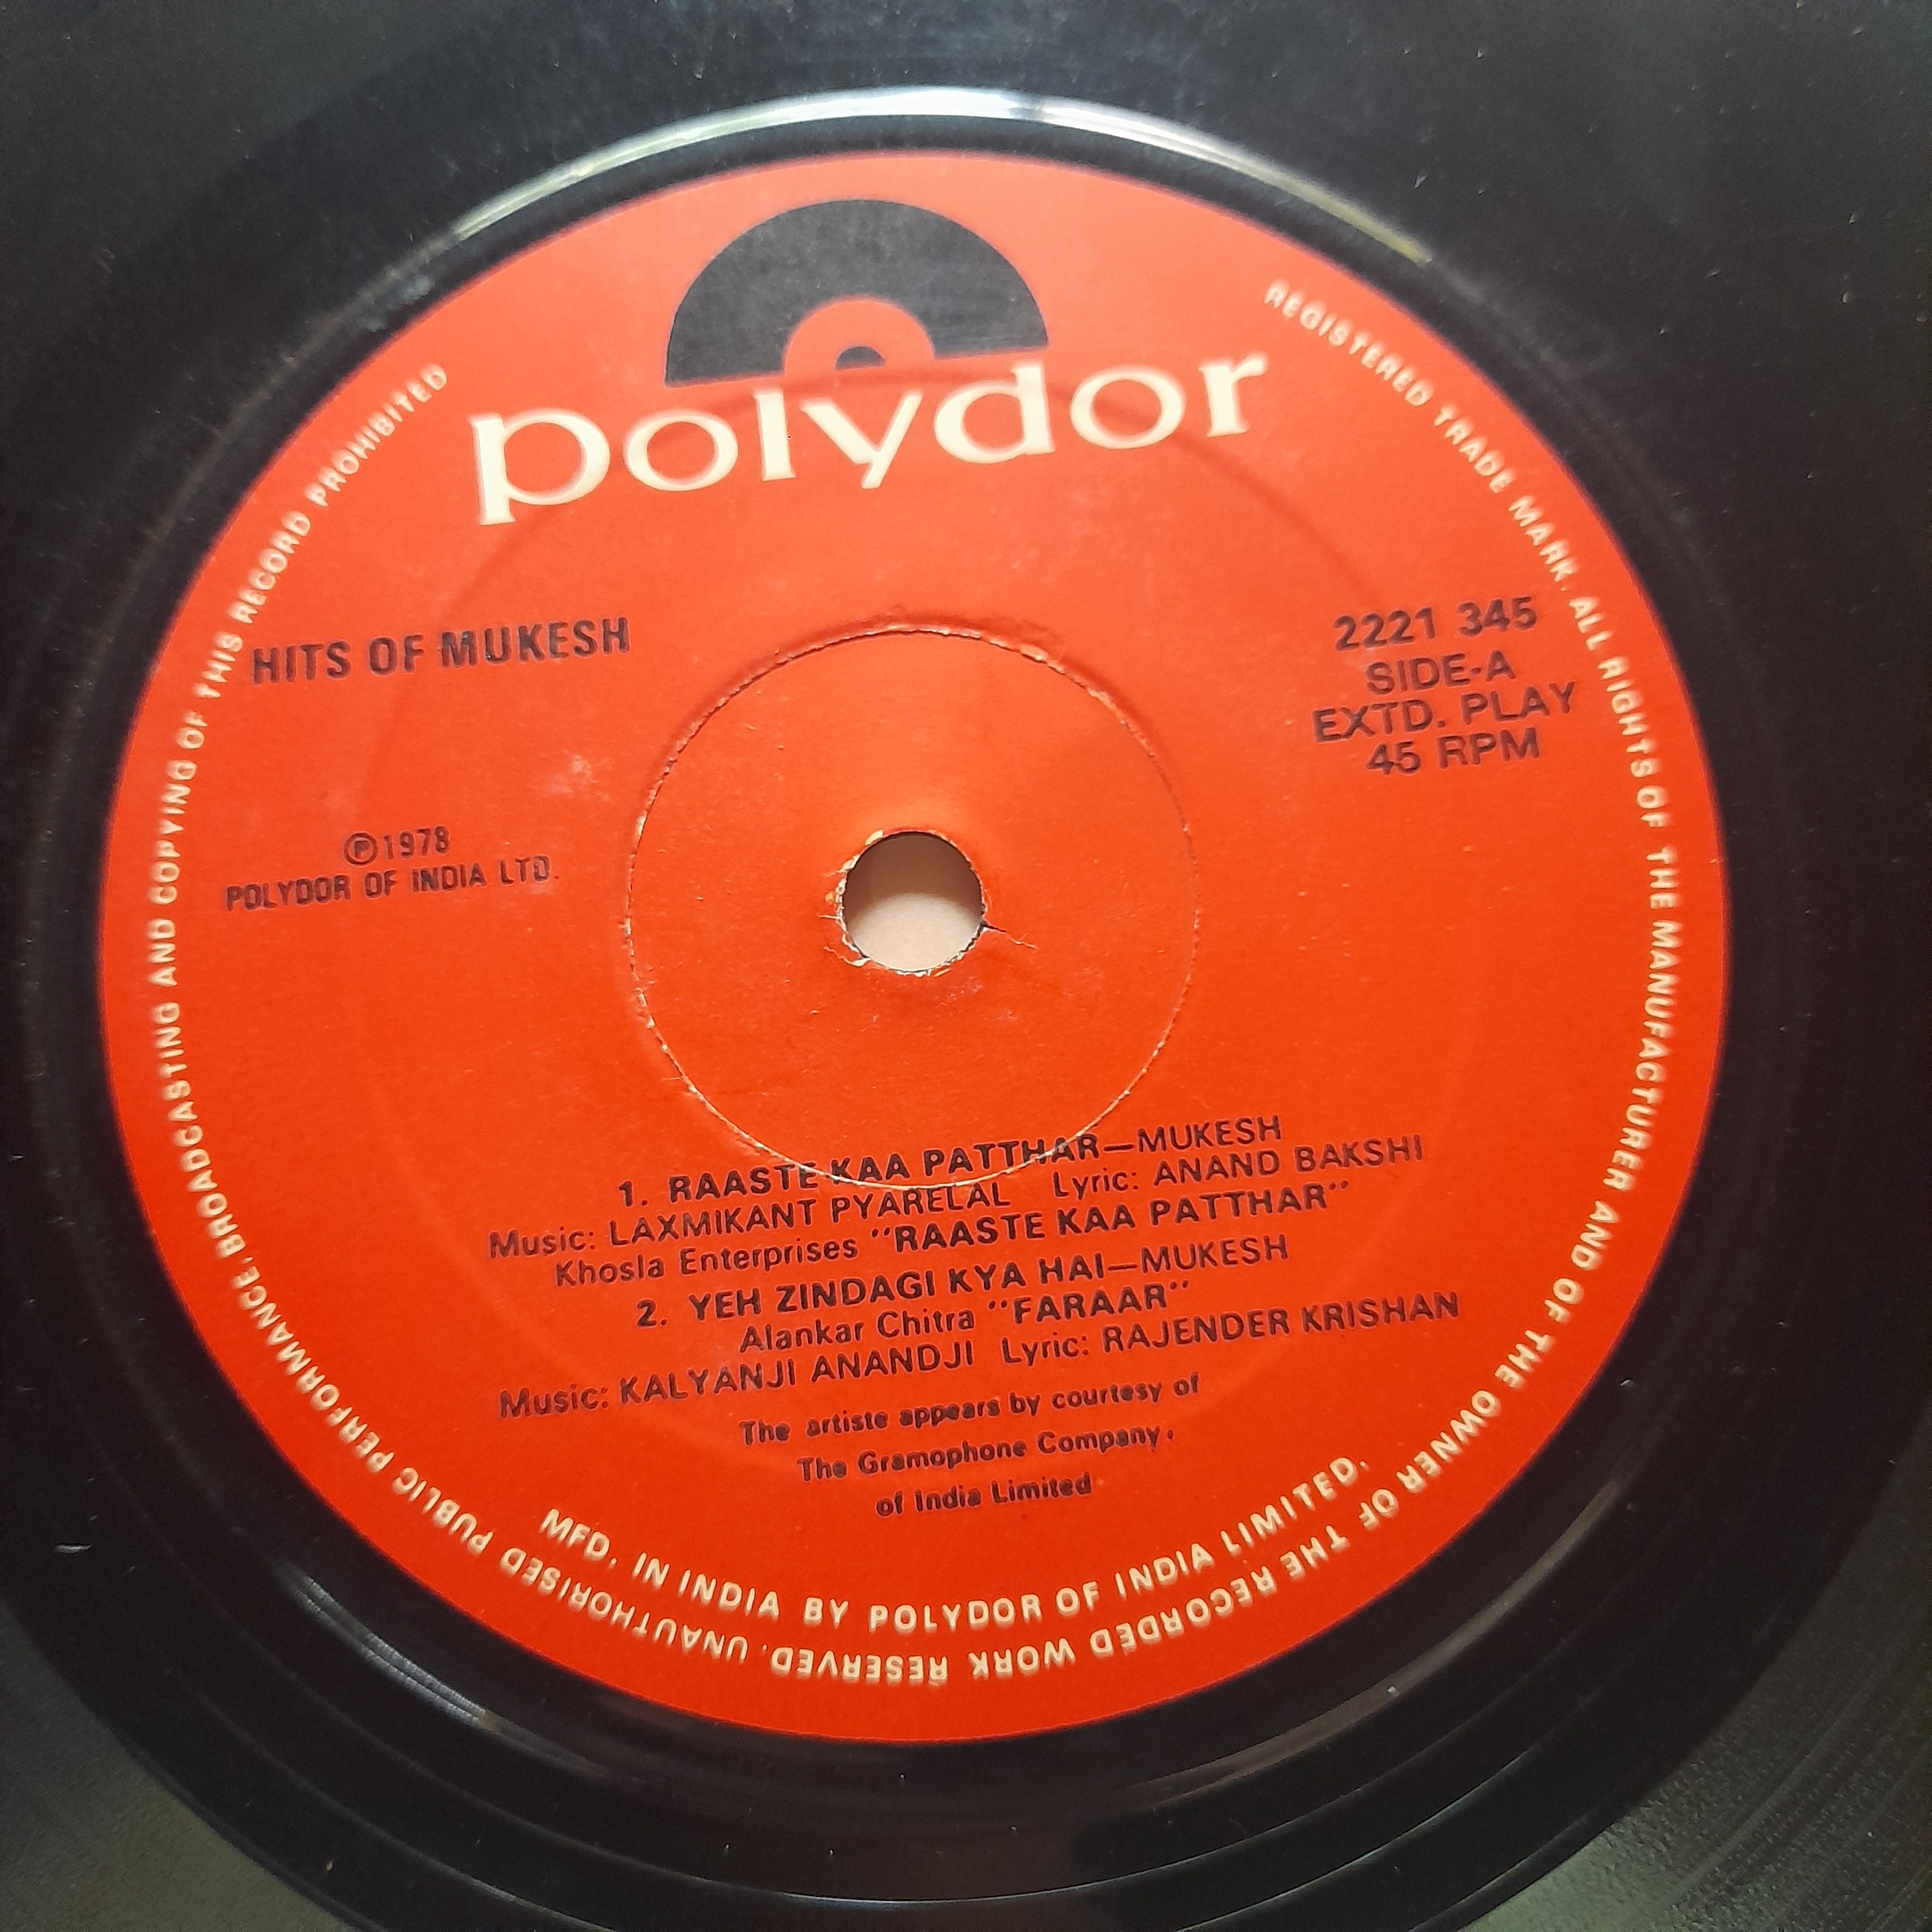 polydor
HITS OF MUKESH
2221 345
SIDE-A
EXTD. PLAY
45 RPM
Ⓟ1978
POLYDOR OF INDIA LTD.
1. RAASTE KAA PATTHAR—MUKESH
Music: LAXMIKANT PYARELAL Lyric: ANAND BAKSHI
Khosla Enterprises "RAASTE KAA PATTHAR"
2. YEH ZINDAGI KYA HAI—MUKESH
Alankar Chitra "FARAAR"
Music: KALYANJI ANANDJI Lyric: RAJENDER KRISHAN
The artiste appears by courtesy of
The Gramophone Company.
of India Limited
MFD. IN INDIA BY POLYDOR OF INDIA LIMITED.
REGISTERED TRADE MARK. ALL RIGHTS OF THE MANUFACTURER AND OF THE OWNER OF THE RECORDED WORK RESERVED. UNAUTHORISED PUBLIC PERFORMANCE, BROADCASTING AND COPYING OF THIS RECORD PROHIBITED